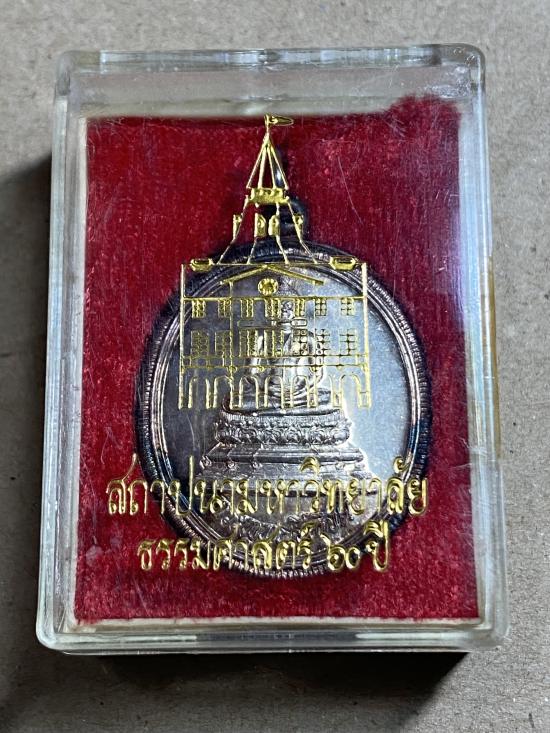 สถาปนามหาวิทยาลัย
ธรรมศาสตร์ ๖๐ ปี